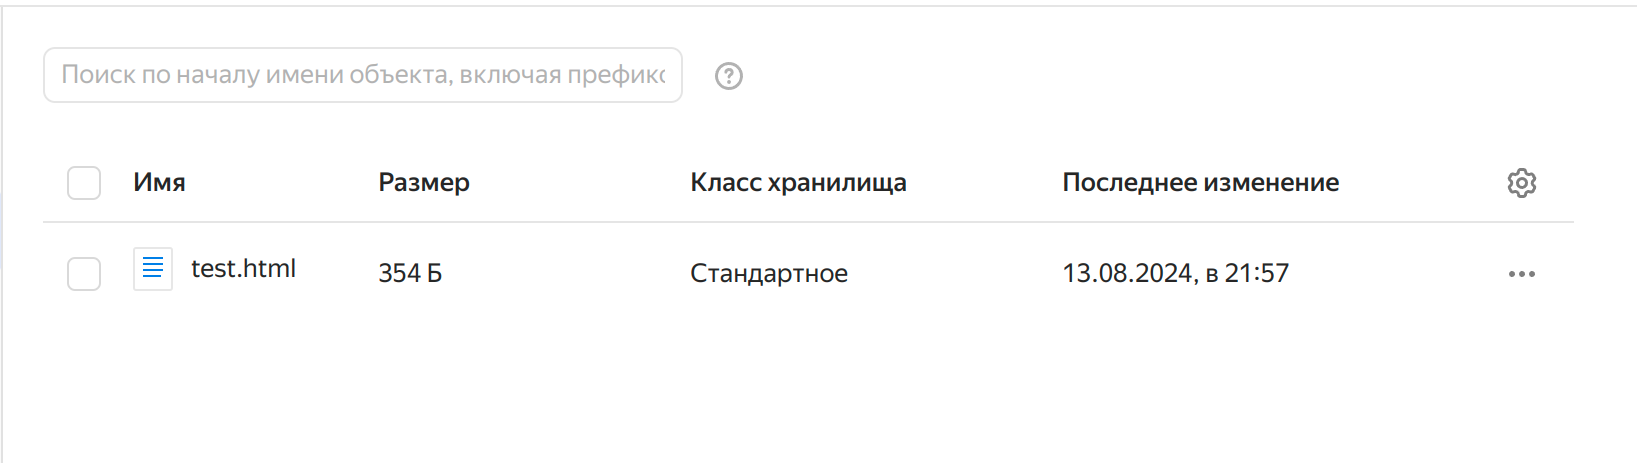 Поиск по началу имени объекта, включая префикс
Имя Размер Класс хранилища Последнее изменение
test.html 354 Б Стандартное 13.08.2024, в 21:57